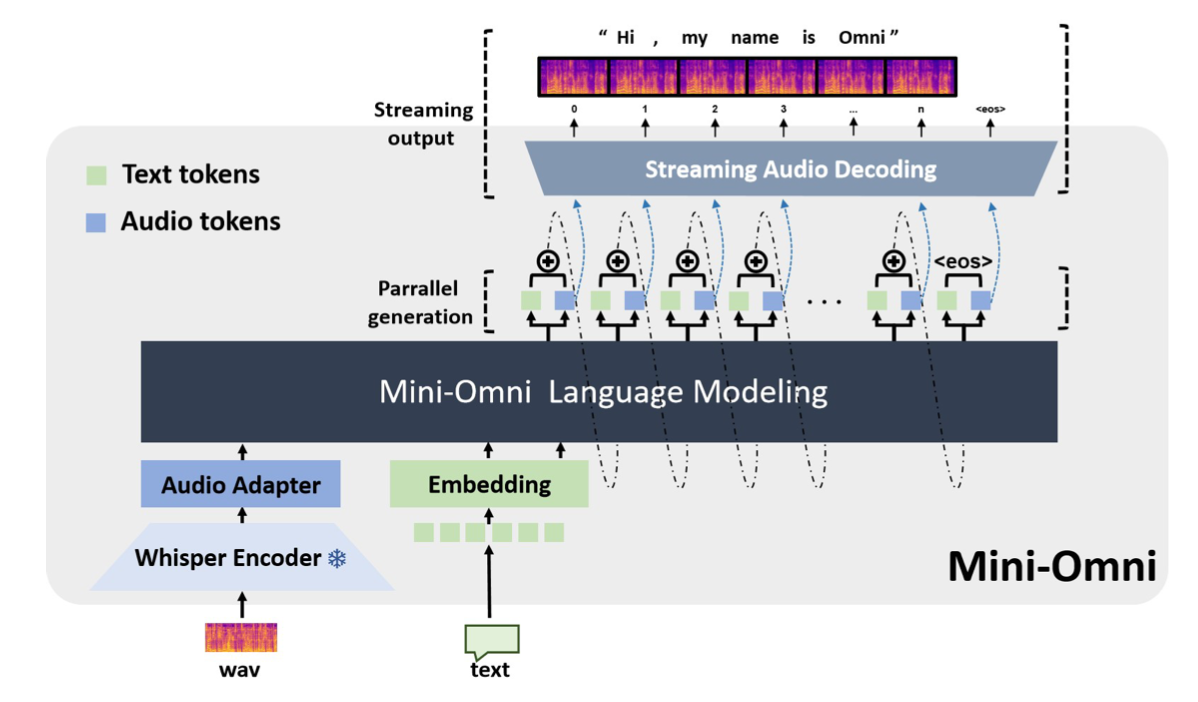 “ Hi , my name is Omni ”
Streaming
output
0 1 2 3 ... n <eos>
Text tokens
Audio tokens
Streaming Audio Decoding
<eos>
Parrallel
generation
. . .
Mini-Omni Language Modeling
Audio Adapter
Embedding
Whisper Encoder
Mini-Omni
wav
text